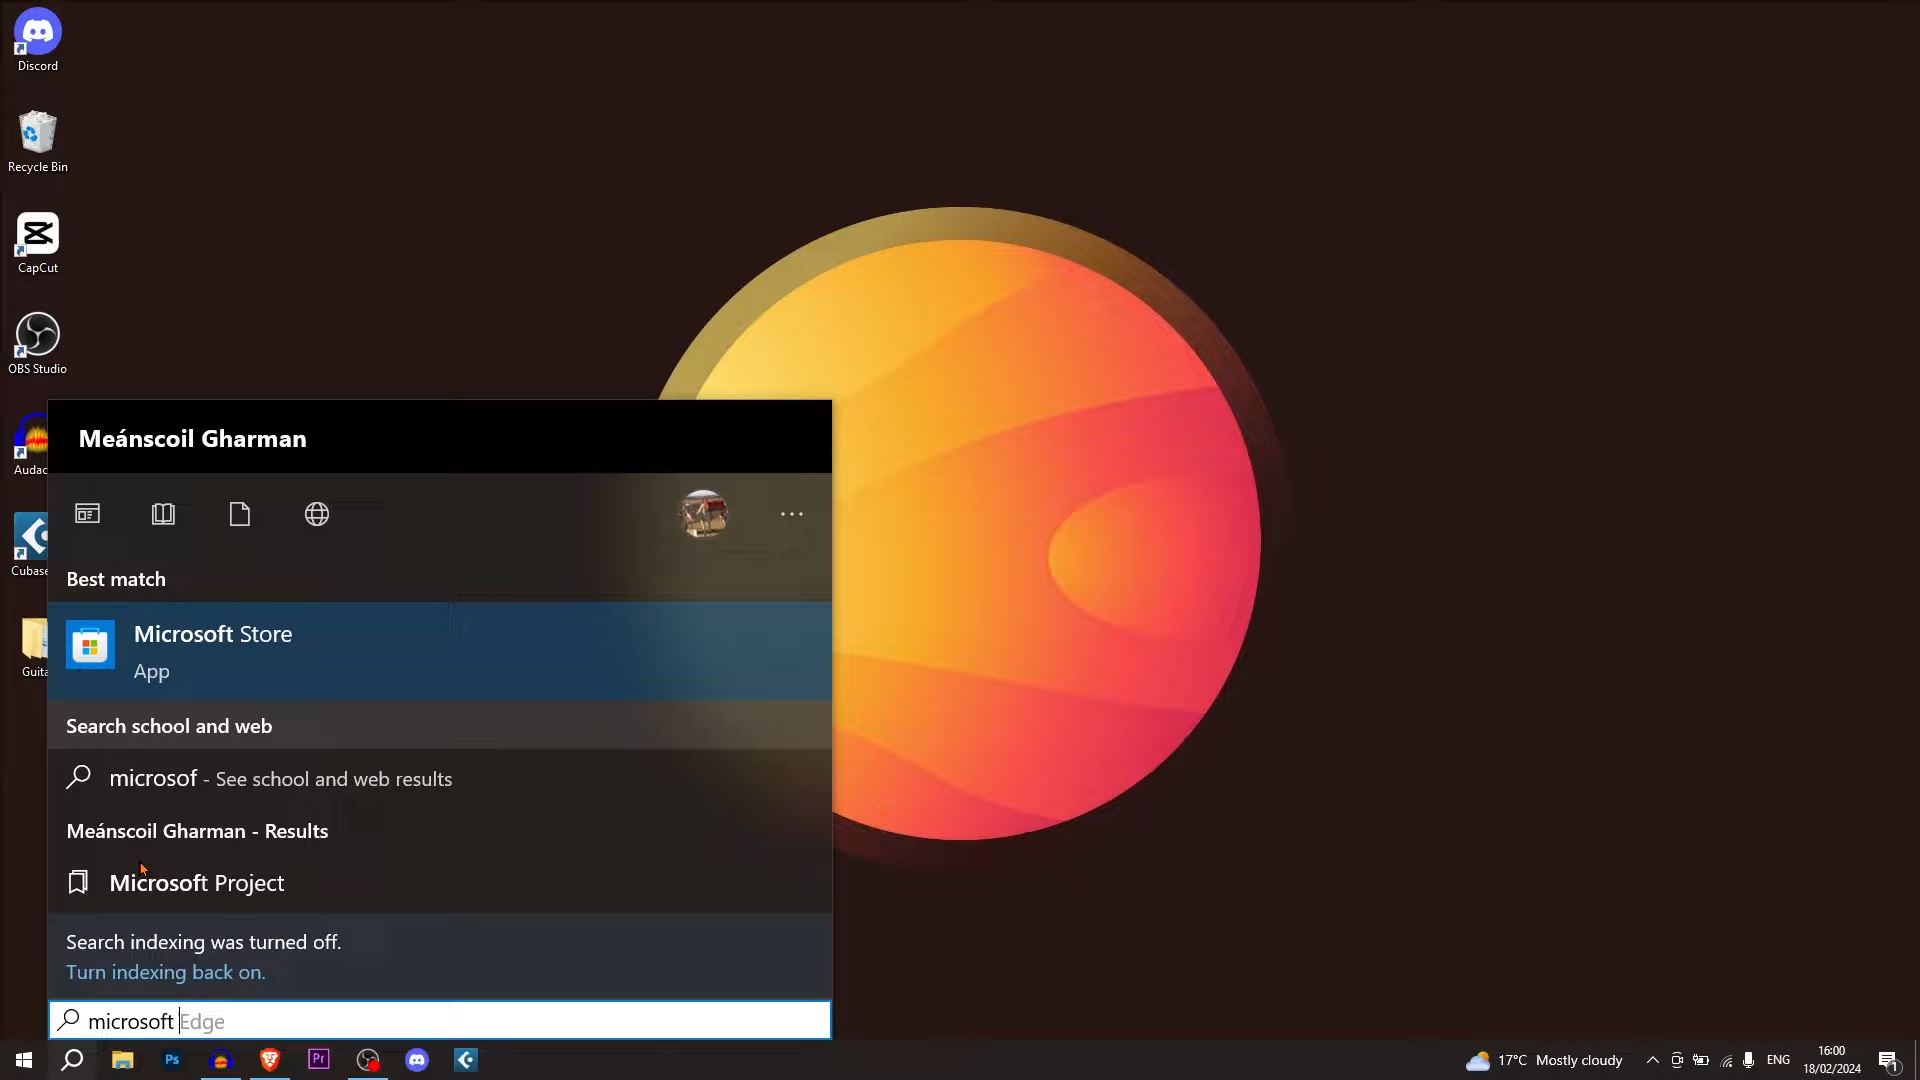 Discord
Recycle Bin
CapCut
OBS Studio
Audac
Cubase
Guita
Meánscoil Gharman
Best match
Microsoft Store
App
Search school and web
microsof - See school and web results
Meánscoil Gharman - Results
Microsoft Project
Search indexing was turned off.
Turn indexing back on.
microsoft Edge
Ps
Pr
17°C Mostly cloudy
ENG
16:00
18/02/2024
1